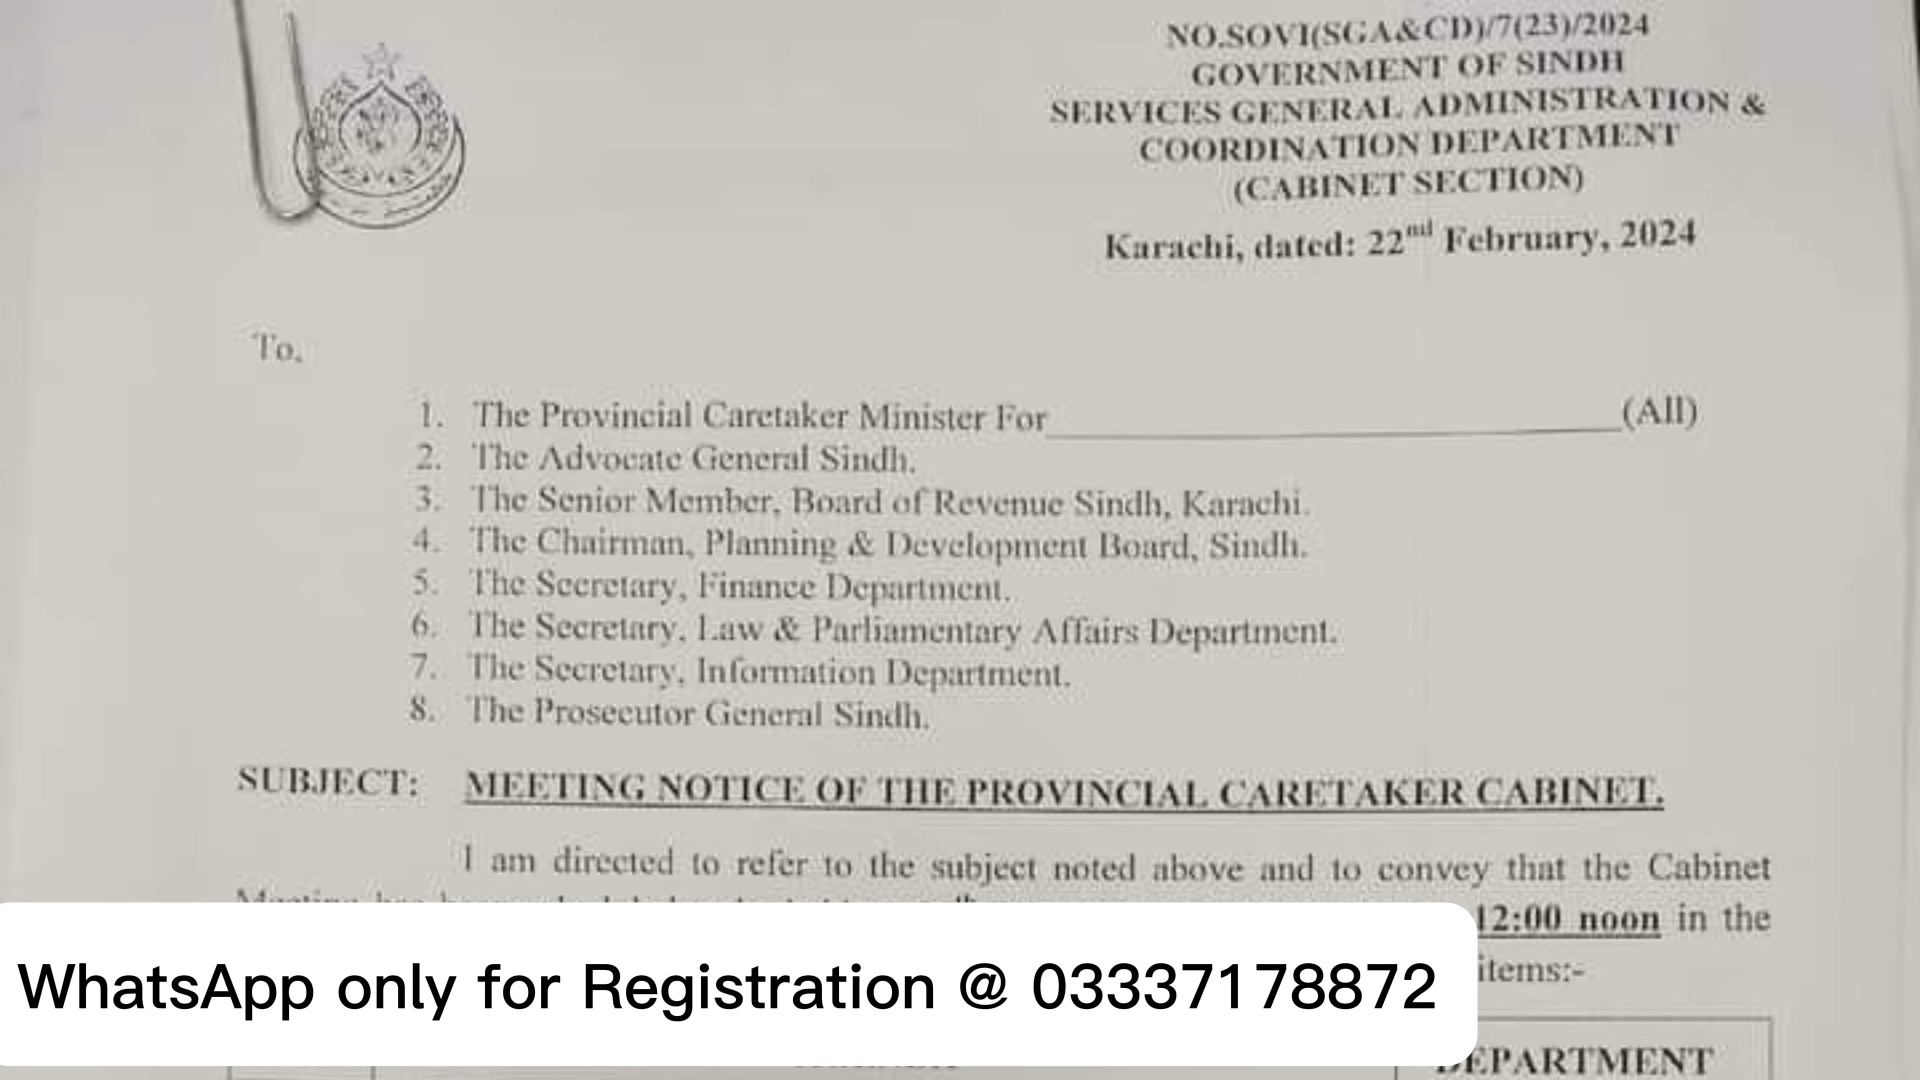 NO.SOVI(SGA&CD)/7(23)/2024
GOVERNMENT OF SINDH
SERVICES GENERAL ADMINISTRATION &
COORDINATION DEPARTMENT
(CABINET SECTION)
Karachi, dated: 22nd February, 2024
To,
1. The Provincial Caretaker Minister For____________________(All)
2. The Advocate General Sindh.
3. The Senior Member, Board of Revenue Sindh, Karachi.
4. The Chairman, Planning & Development Board, Sindh.
5. The Secretary, Finance Department.
6. The Secretary, Law & Parliamentary Affairs Department.
7. The Secretary, Information Department.
8. The Prosecutor General Sindh.
SUBJECT: MEETING NOTICE OF THE PROVINCIAL CARETAKER CABINET.
I am directed to refer to the subject noted above and to convey that the Cabinet
12:00 noon in the
items:-
WhatsApp only for Registration @ 03337178872
DEPARTMENT